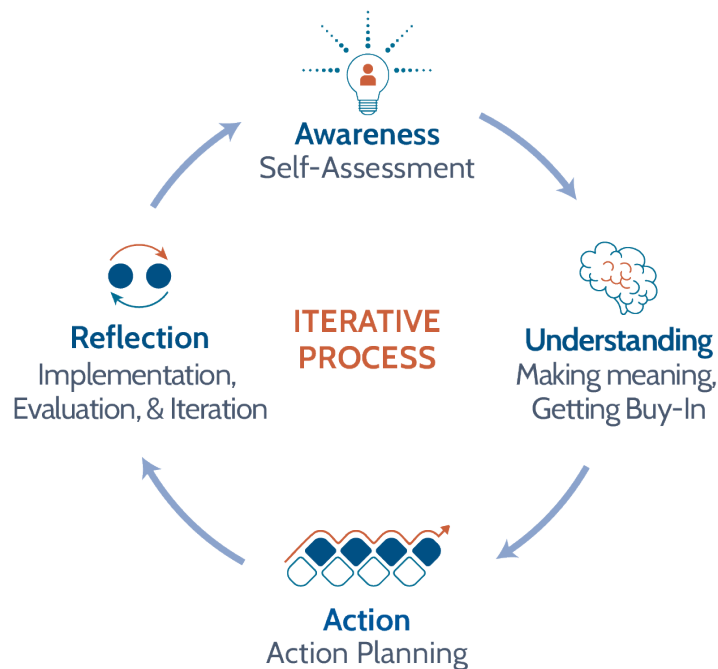 Awareness
Self-Assessment
Understanding
Making meaning,
Getting Buy-In
Action
Action Planning
Reflection
Implementation,
Evaluation, & Iteration
ITERATIVE
PROCESS